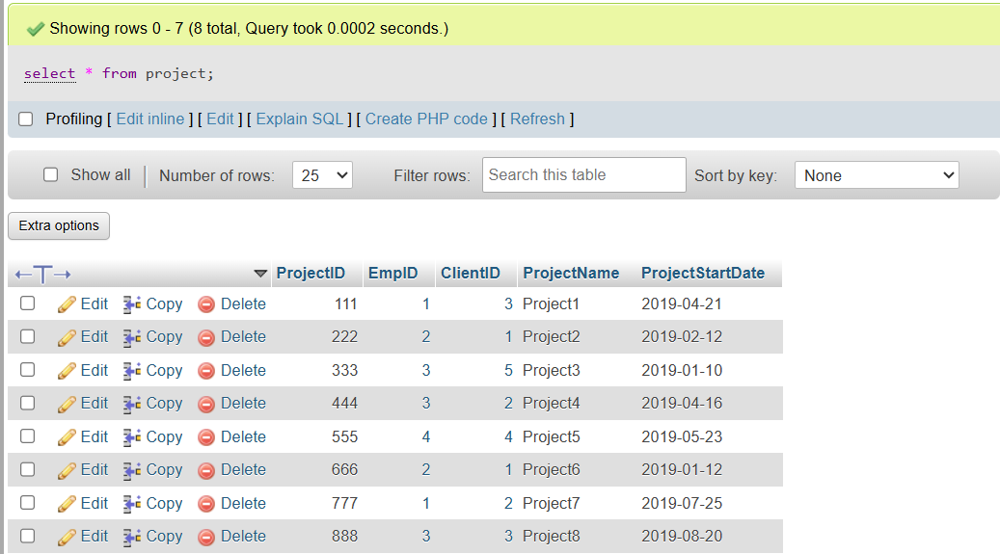 Showing rows 0 - 7 (8 total, Query took 0.0002 seconds.)
select * from project;
Profiling [ Edit inline ] [ Edit ] [ Explain SQL ] [ Create PHP code ] [ Refresh ]
Show all Number of rows: 25 Filter rows: Search this table Sort by key: None
Extra options
ProjectID EmpID ClientID ProjectName ProjectStartDate
Edit Copy Delete 111 1 3 Project1 2019-04-21
Edit Copy Delete 222 2 1 Project2 2019-02-12
Edit Copy Delete 333 3 5 Project3 2019-01-10
Edit Copy Delete 444 3 2 Project4 2019-04-16
Edit Copy Delete 555 4 4 Project5 2019-05-23
Edit Copy Delete 666 2 1 Project6 2019-01-12
Edit Copy Delete 777 1 2 Project7 2019-07-25
Edit Copy Delete 888 3 3 Project8 2019-08-20